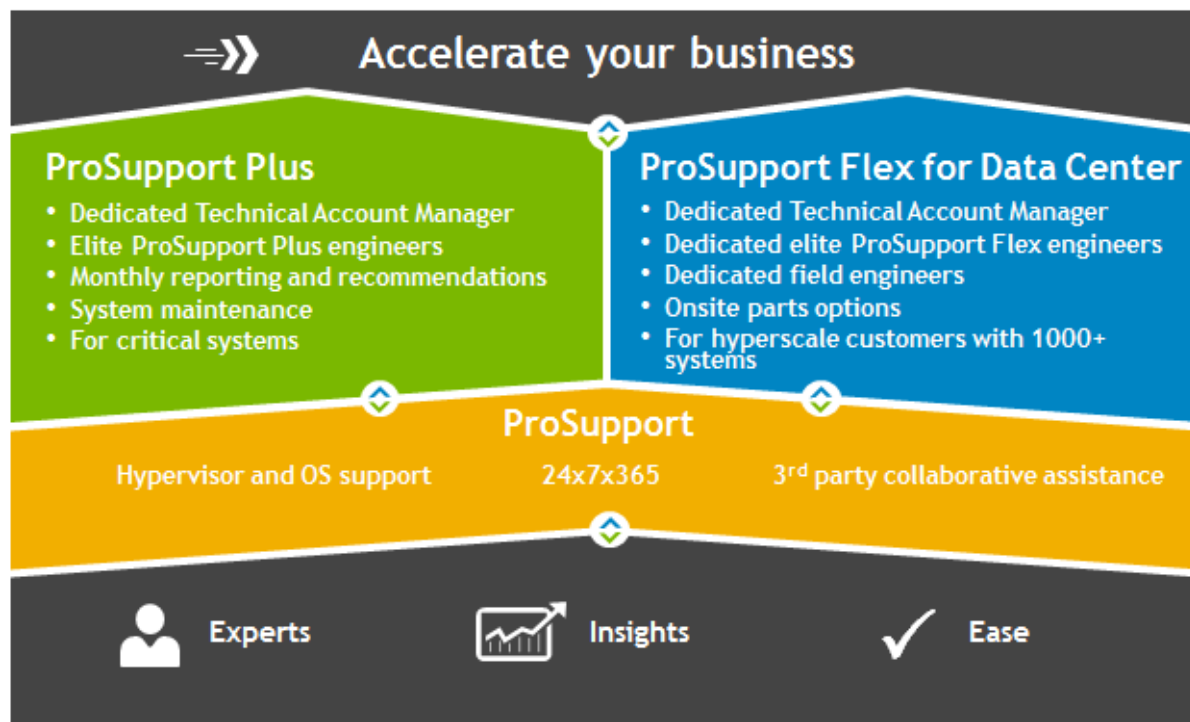 Accelerate your business
ProSupport Plus
• Dedicated Technical Account Manager
• Elite ProSupport Plus engineers
• Monthly reporting and recommendations
• System maintenance
• For critical systems
ProSupport Flex for Data Center
• Dedicated Technical Account Manager
• Dedicated elite ProSupport Flex engineers
• Dedicated field engineers
• Onsite parts options
• For hyperscale customers with 1000+
systems
ProSupport
Hypervisor and OS support 24x7x365 3rd party collaborative assistance
Experts Insights Ease